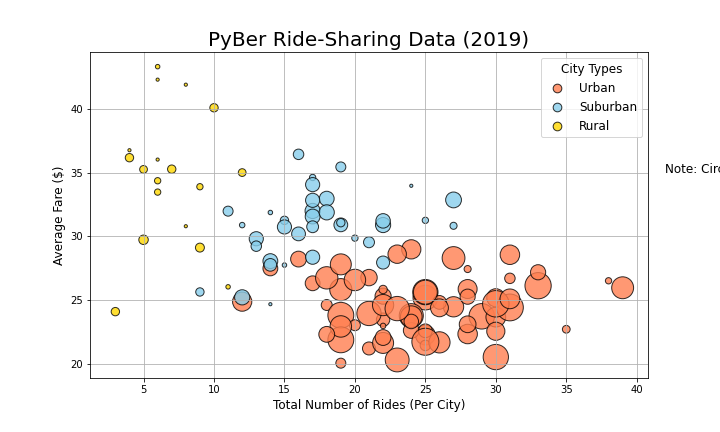 PyBer Ride-Sharing Data (2019)
City Types
Urban
Suburban
Rural
Note:
40
35
30
25
20
Average Fare ($)
5 10 15 20 25 30 35 40
Total Number of Rides (Per City)